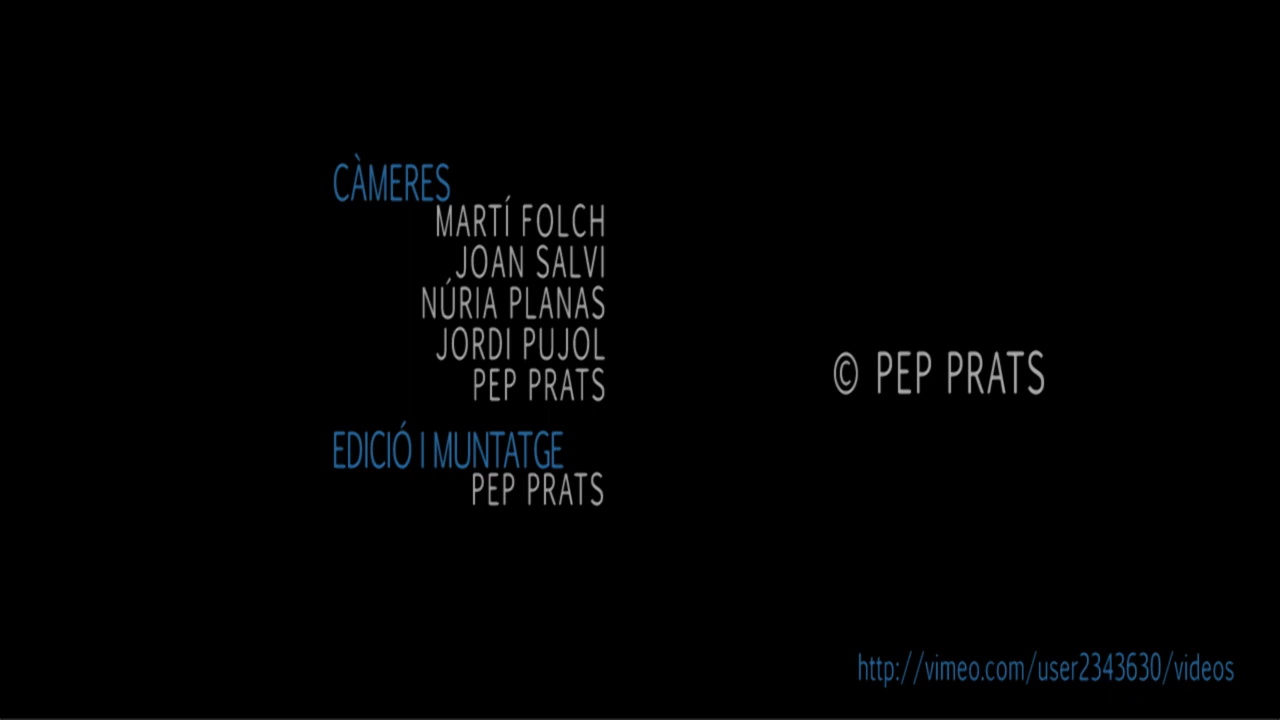 CÀMERES
MARTÍ FOLCH
JOAN SALVI
NÚRIA PLANAS
JORDI PUJOL
PEP PRATS
EDICIÓ I MUNTATGE
PEP PRATS
© PEP PRATS
http://vimeo.com/user2343630/videos